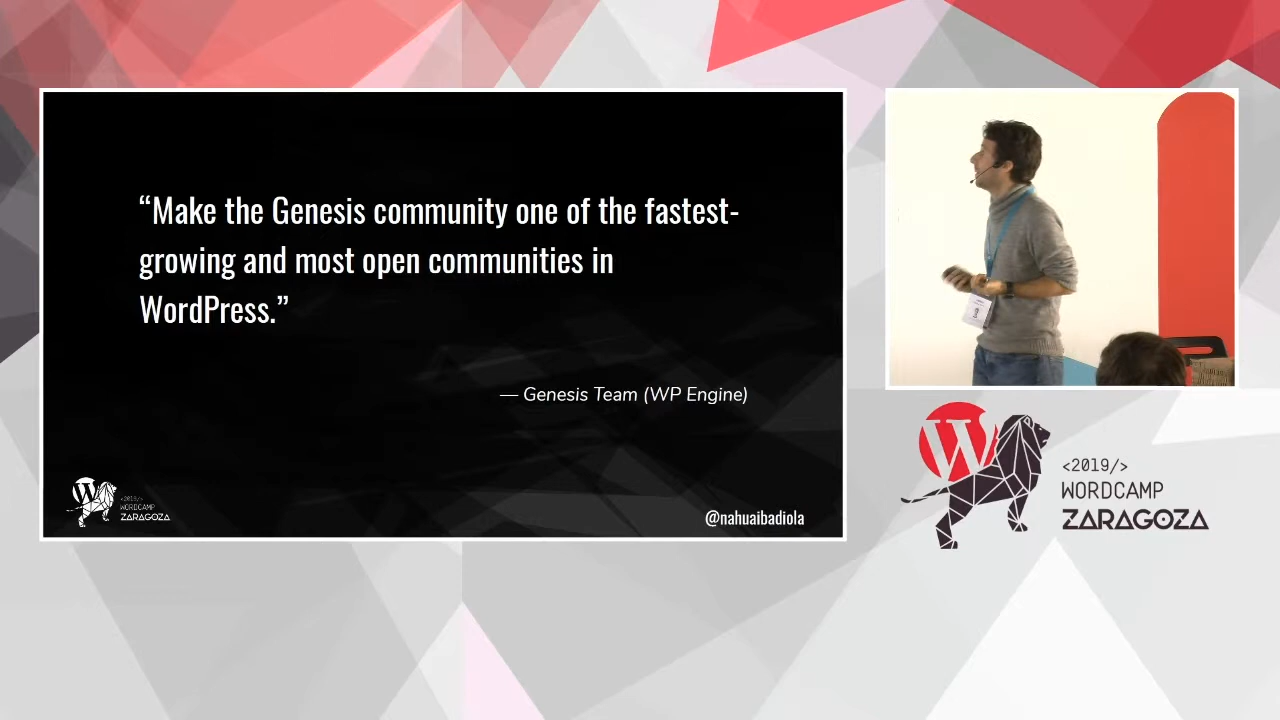 “Make the Genesis community one of the fastest-
growing and most open communities in
WordPress.”
— Genesis Team (WP Engine)
<2019/>
WORDCAMP
ZARAGOZA
@nahuaibadiola
W
<2019/>
WORDCAMP
ZARAGOZA